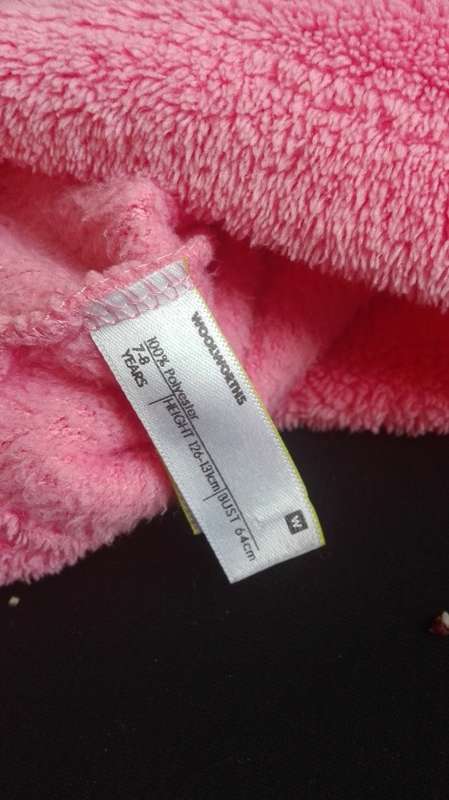 WOOLWORTHS
100% Polyester
7-8
YEARS
HEIGHT 126-131cm
BUST 64cm
W